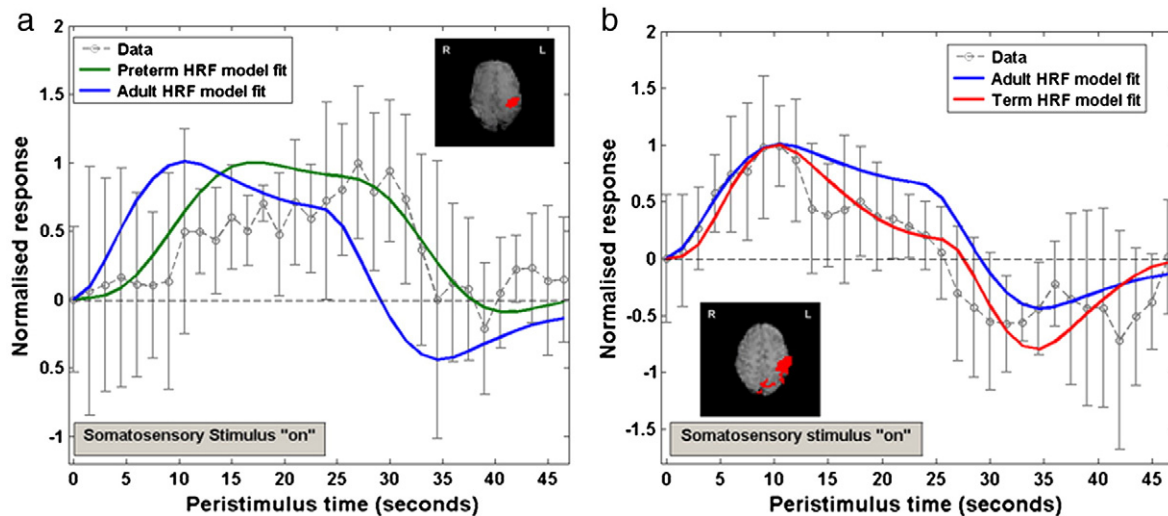 a
2
1.5
1
0.5
0
0.5
-1
Normalised response
Data
Preterm HRF model fit
Adult HRF model fit
R L
Somatosensory Stimulus "on"
0 5 10 15 20 25 30 35 40 45
Peristimulus time (seconds)
b
2
1.5
1
0.5
0
-0.5
-1
-1.5
Normalised response
Data
Adult HRF model fit
Term HRF model fit
R L
Somatosensory stimulus "on"
0 5 10 15 20 25 30 35 40 45
Peristimulus time (seconds)